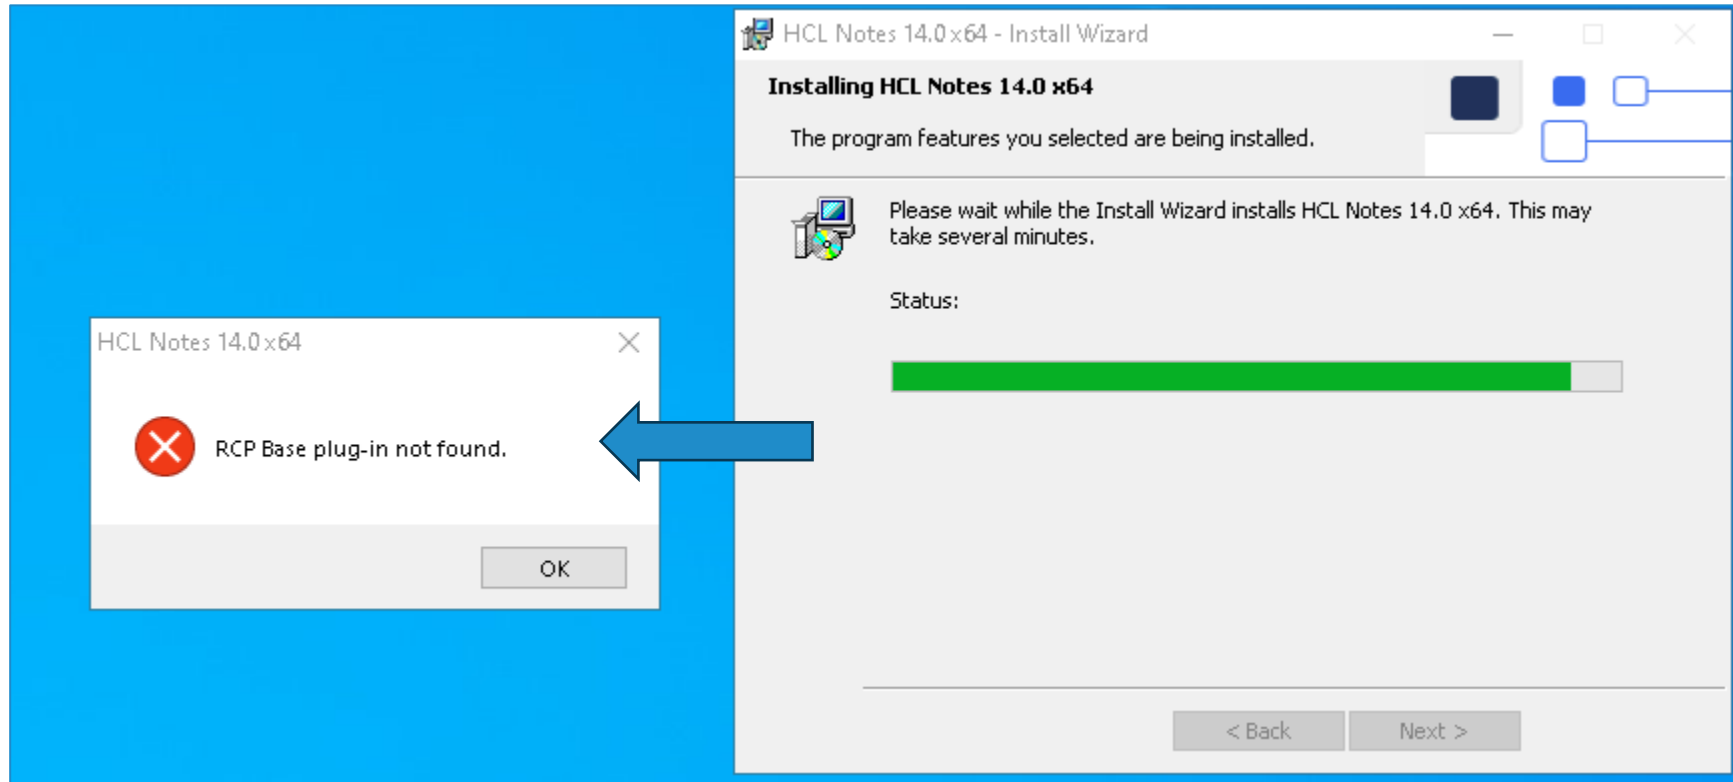 HCL Notes 14.0 x64 - Install Wizard
Installing HCL Notes 14.0 x64
The program features you selected are being installed.
Please wait while the Install Wizard installs HCL Notes 14.0 x64. This may
take several minutes.
Status:
HCL Notes 14.0 x64
RCP Base plug-in not found.
OK
< Back
Next >